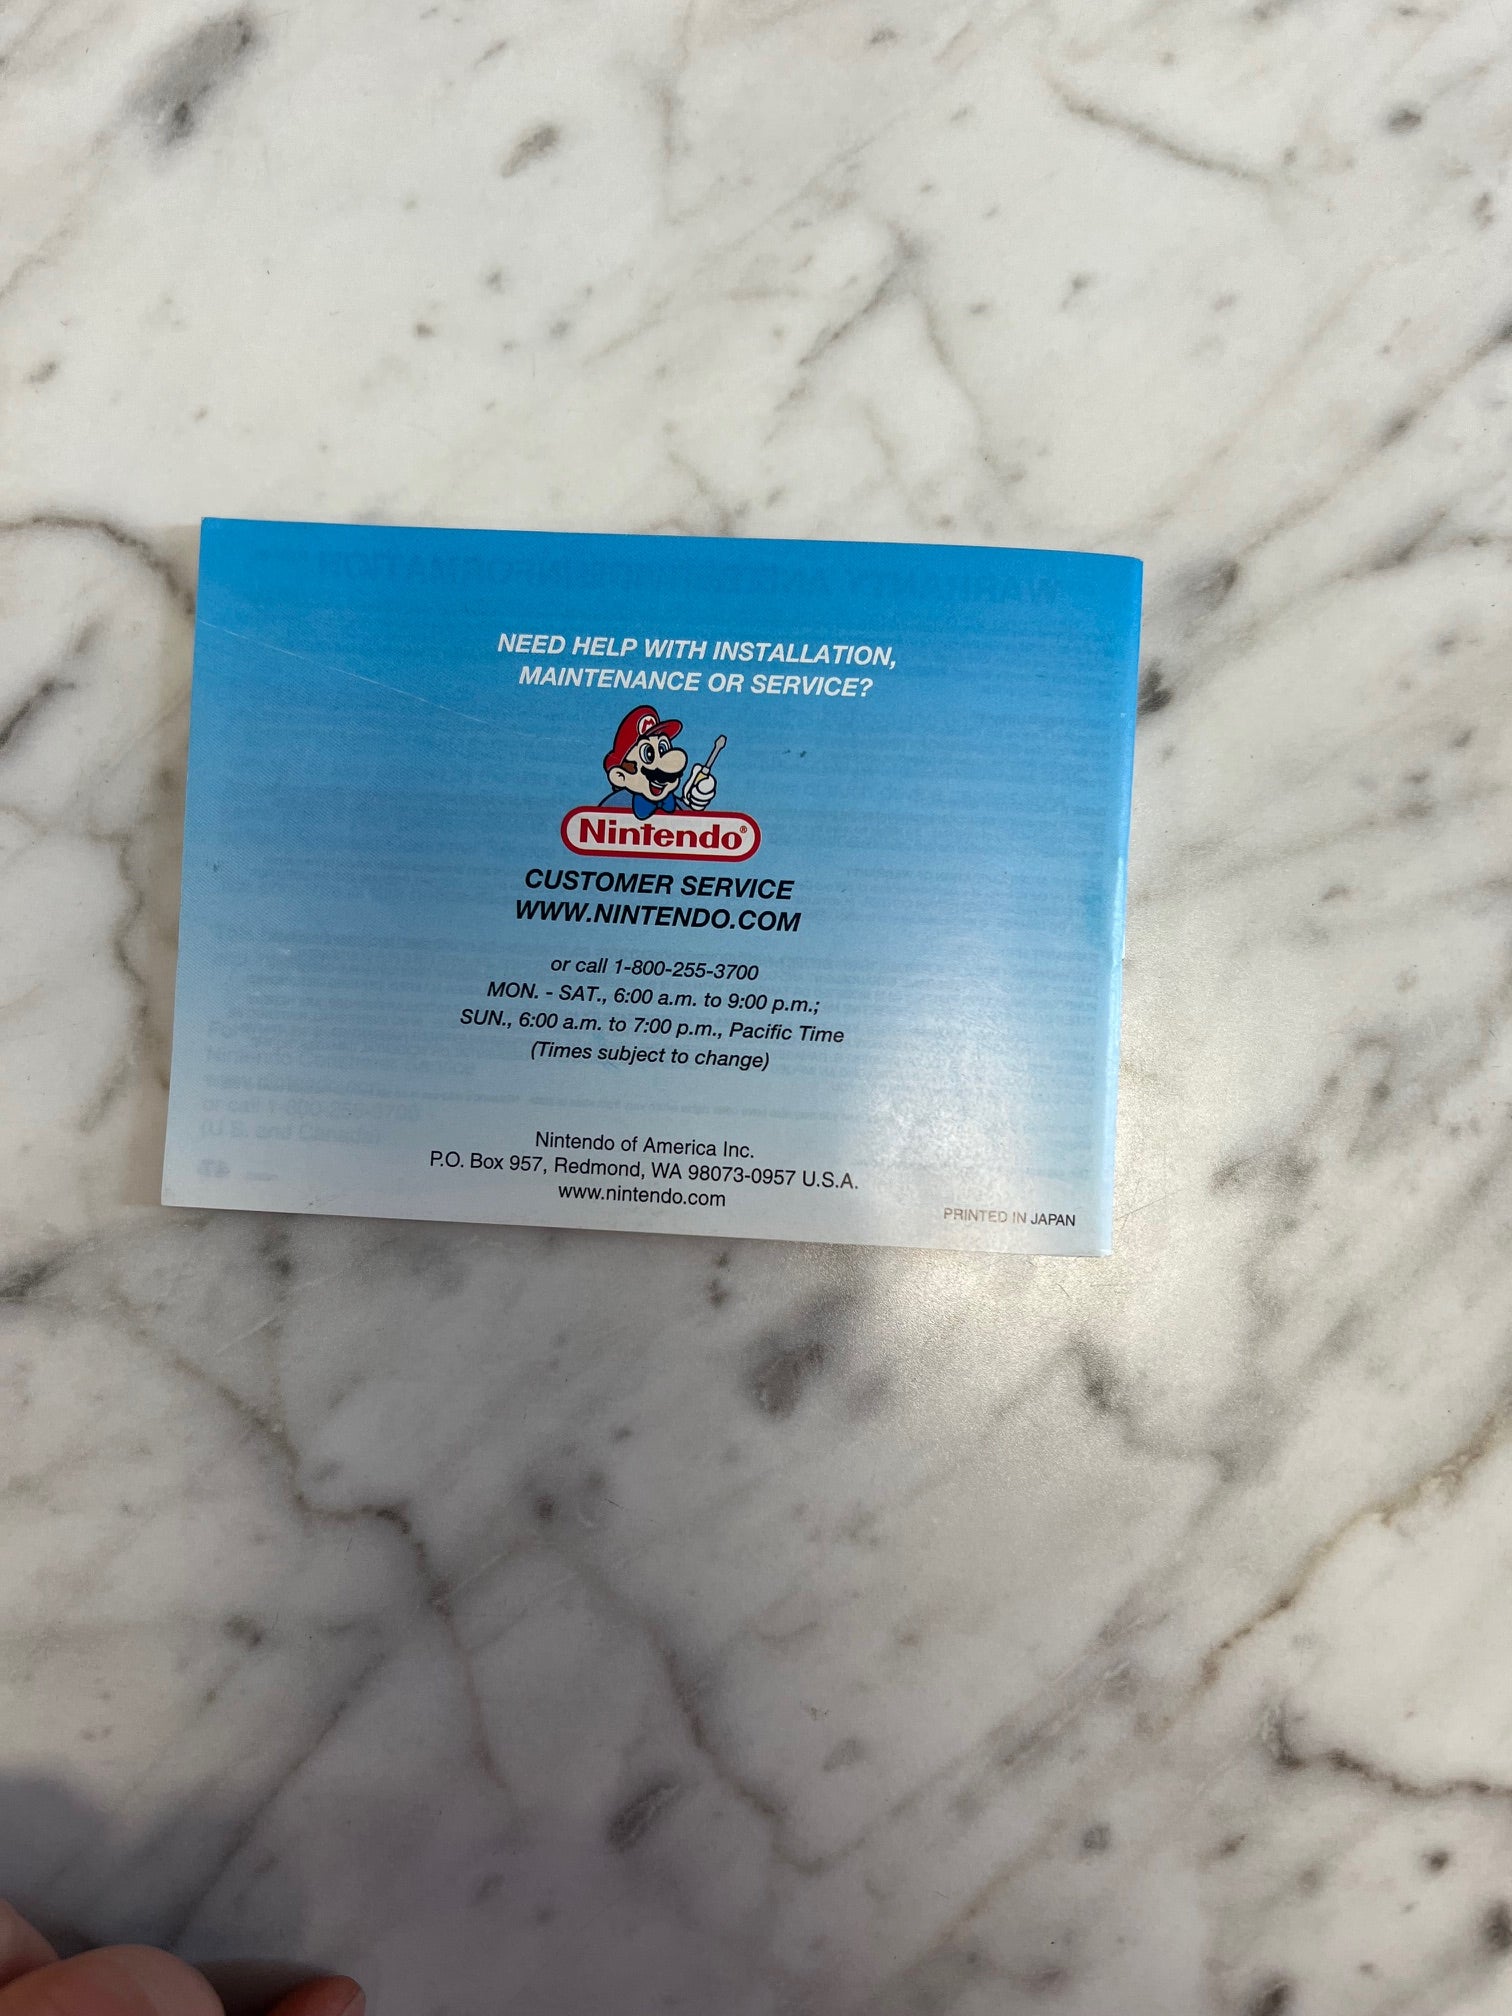 NEED HELP WITH INSTALLATION,
MAINTENANCE OR SERVICE?
M
Nintendo®
CUSTOMER SERVICE
WWW.NINTENDO.COM
or call 1-800-255-3700
MON. - SAT., 6:00 a.m. to 9:00 p.m.;
SUN., 6:00 a.m. to 7:00 p.m., Pacific Time
(Times subject to change)
Nintendo of America Inc.
P.O. Box 957, Redmond, WA 98073-0957 U.S.A.
www.nintendo.com
PRINTED IN JAPAN